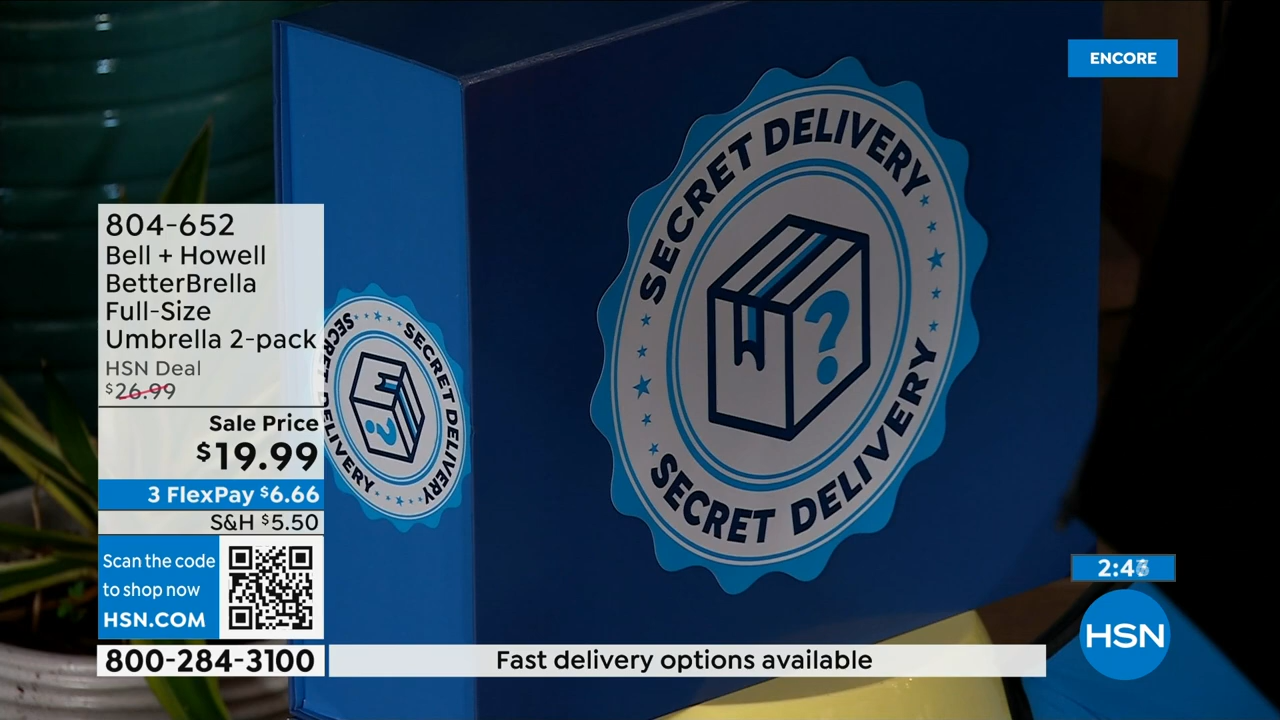 ENCORE
SECRET DELIVERY
SECRET DELIVERY
804-652
Bell + Howell
BetterBrella
Full-Size
Umbrella 2-pack
HSN Deal
$26.99
Sale Price
$19.99
3 FlexPay $6.66
S&H $5.50
SECRET DELIVERY
SECRET DELIVERY
Scan the code
to shop now
HSN.COM
800-284-3100
Fast delivery options available
HSN